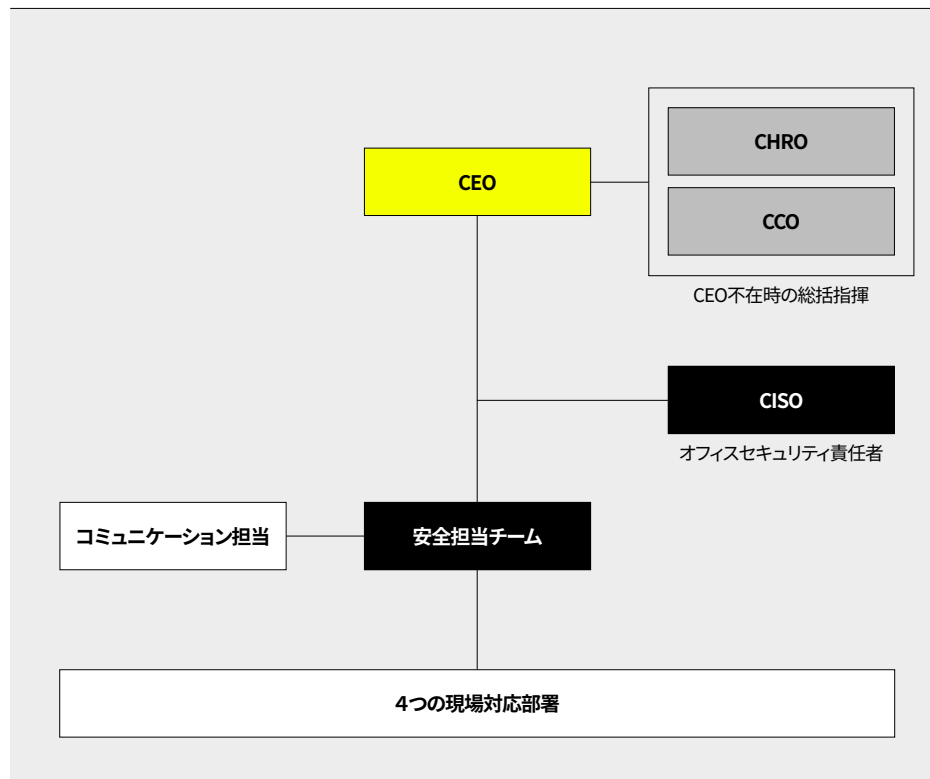 CHRO
CEO
CCO
CEO不在時の総括指揮
CISO
オフィスセキュリティ責任者
コミュニケーション担当
安全担当チーム
4つの現場対応部署